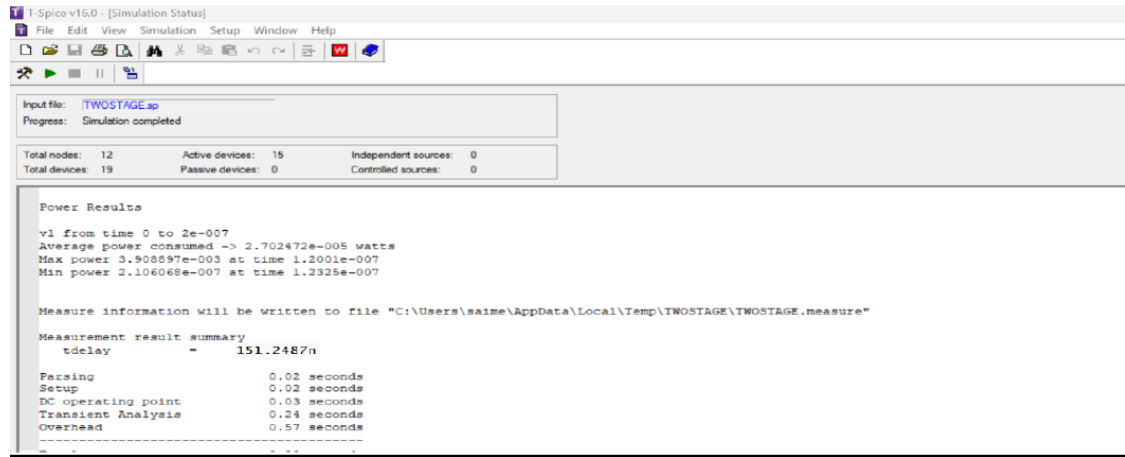 T-Spice v16.0 - [Simulation Status]
File Edit View Simulation Setup Window Help
Input file: TWOSTAGE.sp
Progress: Simulation completed
Total nodes: 12 Active devices: 15 Independent sources: 0
Total devices: 19 Passive devices: 0 Controlled sources: 0
Power Results
v1 from time 0 to 2e-007
Average power consumed -> 2.702472e-005 watts
Max power 3.908897e-003 at time 1.2001e-007
Min power 2.106068e-007 at time 1.2325e-007
Measure information will be written to file "C:\Users\saime\AppData\Local\Temp\TWOSTAGE\TWOSTAGE.measure"
Measurement result summary
tdelay = 151.2487n
Parsing 0.02 seconds
Setup 0.02 seconds
DC operating point 0.03 seconds
Transient Analysis 0.24 seconds
Overhead 0.57 seconds
-----------------------------------------